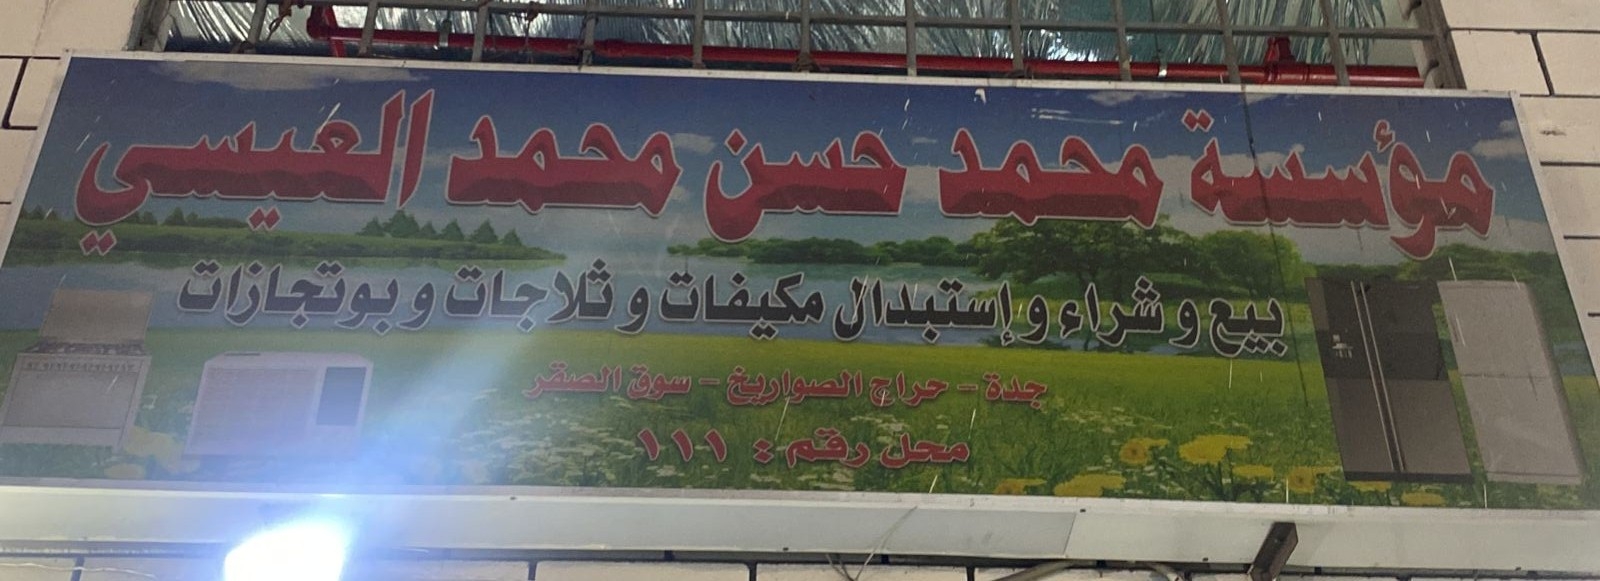 مؤسسة محمد حسن محمد العيسي
بيع و شراء و إستبدال مكيفات و ثلاجات و بوتجازات
جدة - حراج الصواريخ - سوق الصقر
محل رقم : ١١١